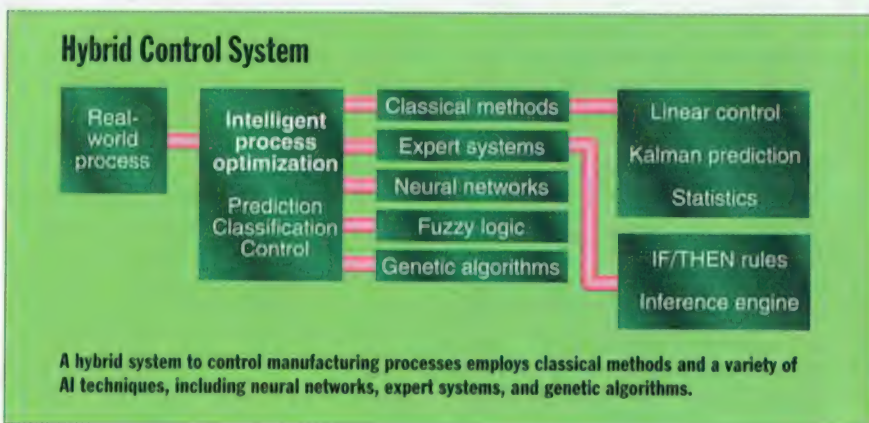 Hybrid Control System
Real-
world
process
Intelligent
process
optimization
Prediction
Classification
Control
Classical methods
Expert systems
Neural networks
Fuzzy logic
Genetic algorithms
Linear control
Kalman prediction
Statistics
IF/THEN rules
Inference engine
A hybrid system to control manufacturing processes employs classical methods and a variety of
AI techniques, including neural networks, expert systems, and genetic algorithms.